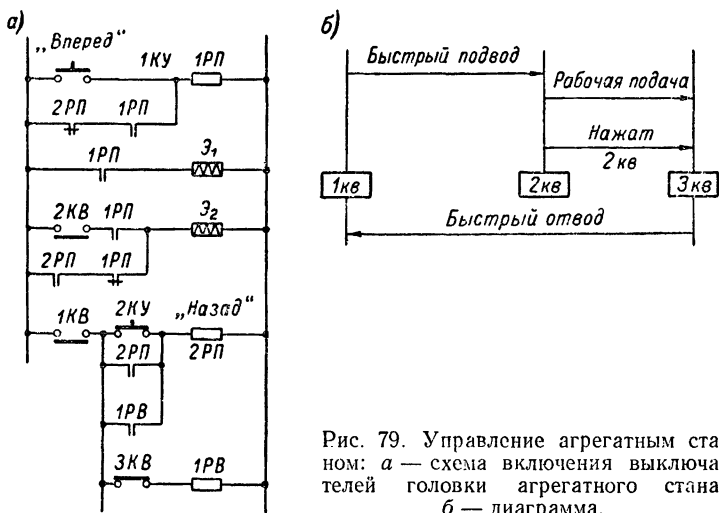 а)
„Вперед“
1КУ 1РП
2РП 1РП
1РП Э₁
2КВ 1РП Э₂
2РП 1РП
1КВ 2КУ „Назад“
2РП 2РП
1РВ
3КВ 1РВ
б)
Быстрый подвод
Рабочая подача
Нажат
2кв
1кв 2кв 3кв
Быстрый отвод
Рис. 79. Управление агрегатным ста
ном: а — схема включения выключа
телей головки агрегатного стана
б — диаграмма.